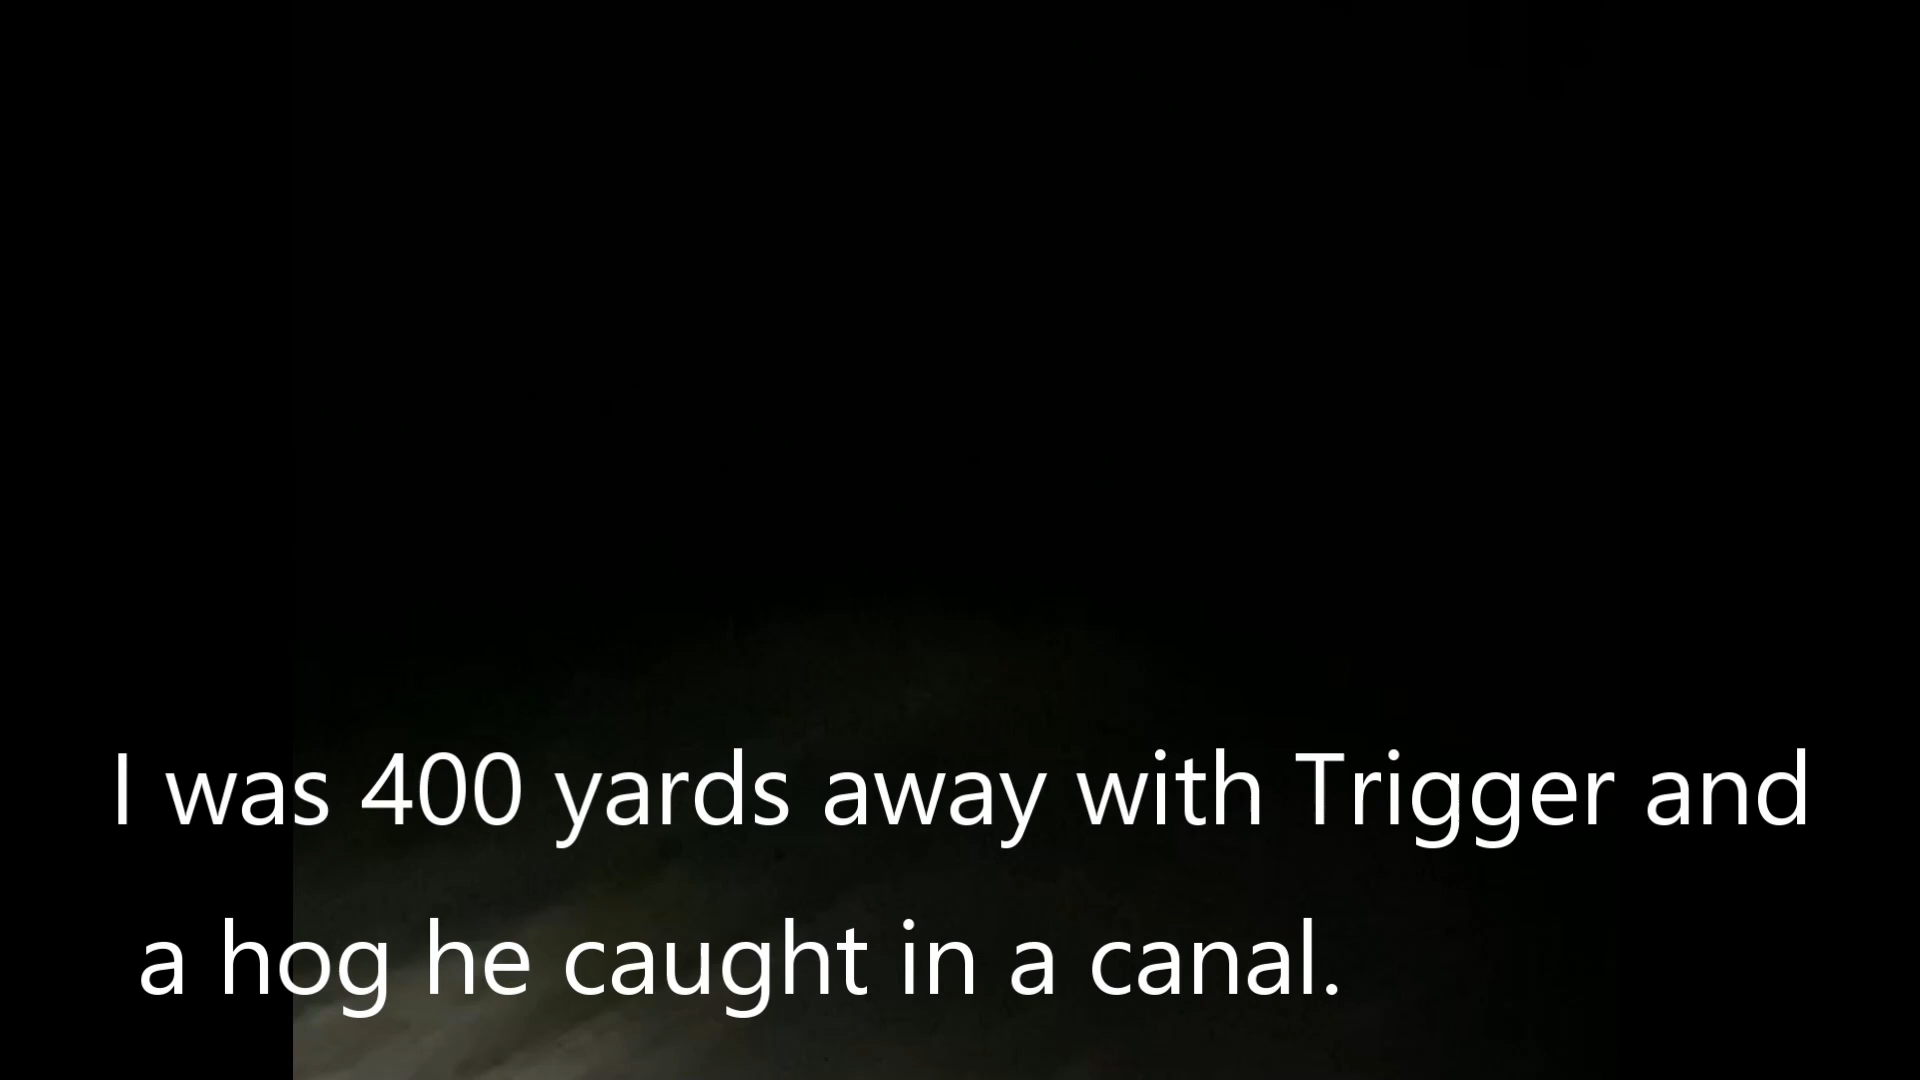 I was 400 yards away with Trigger and
a hog he caught in a canal.